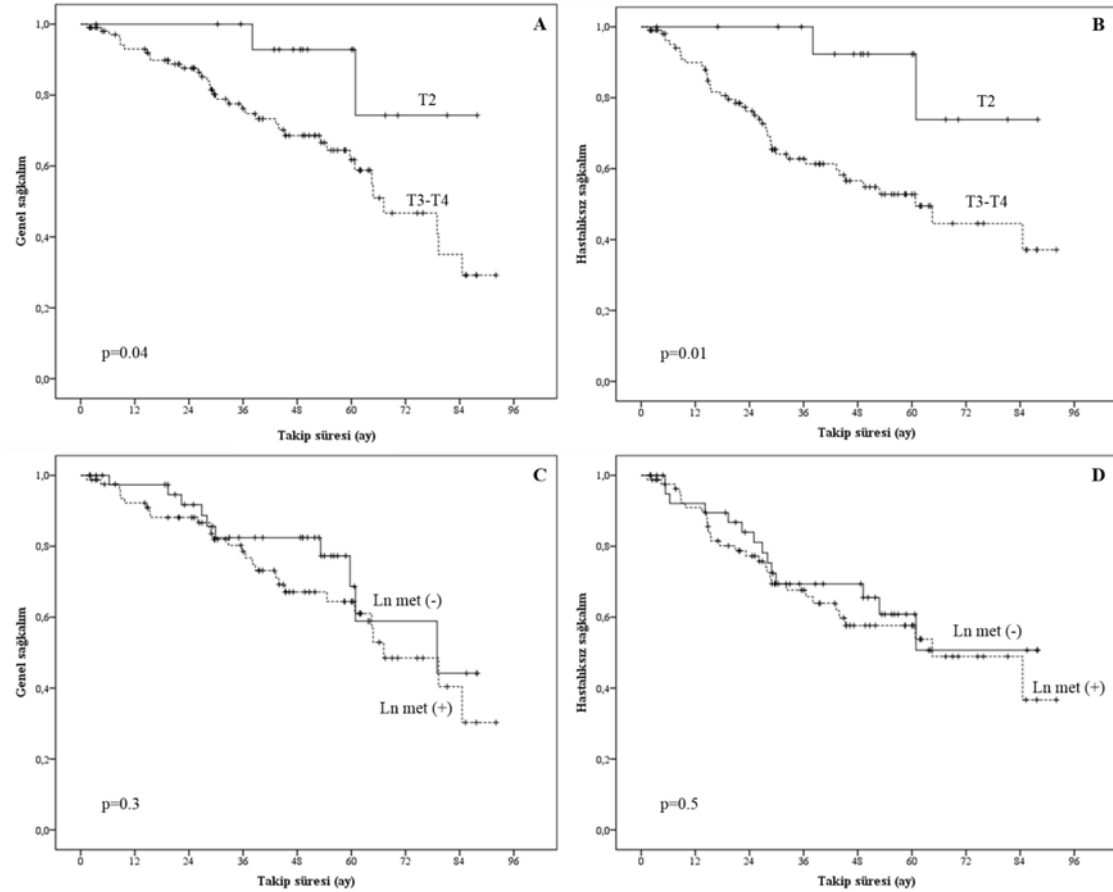 A
1,0
0,8
0,6
0,4
0,2
0,0
Genel sağkalım
T2
T3-T4
p=0.04
0 12 24 36 48 60 72 84 96
Takip süresi (ay)
B
1,0
0,8
0,6
0,4
0,2
0,0
Hastalıksız sağkalım
T2
T3-T4
p=0.01
0 12 24 36 48 60 72 84 96
Takip süresi (ay)
C
1,0
0,8
0,6
0,4
0,2
0,0
Genel sağkalım
Ln met (-)
Ln met (+)
p=0.3
0 12 24 36 48 60 72 84 96
Takip süresi (ay)
D
1,0
0,8
0,6
0,4
0,2
0,0
Hastalıksız sağkalım
Ln met (-)
Ln met (+)
p=0.5
0 12 24 36 48 60 72 84 96
Takip süresi (ay)